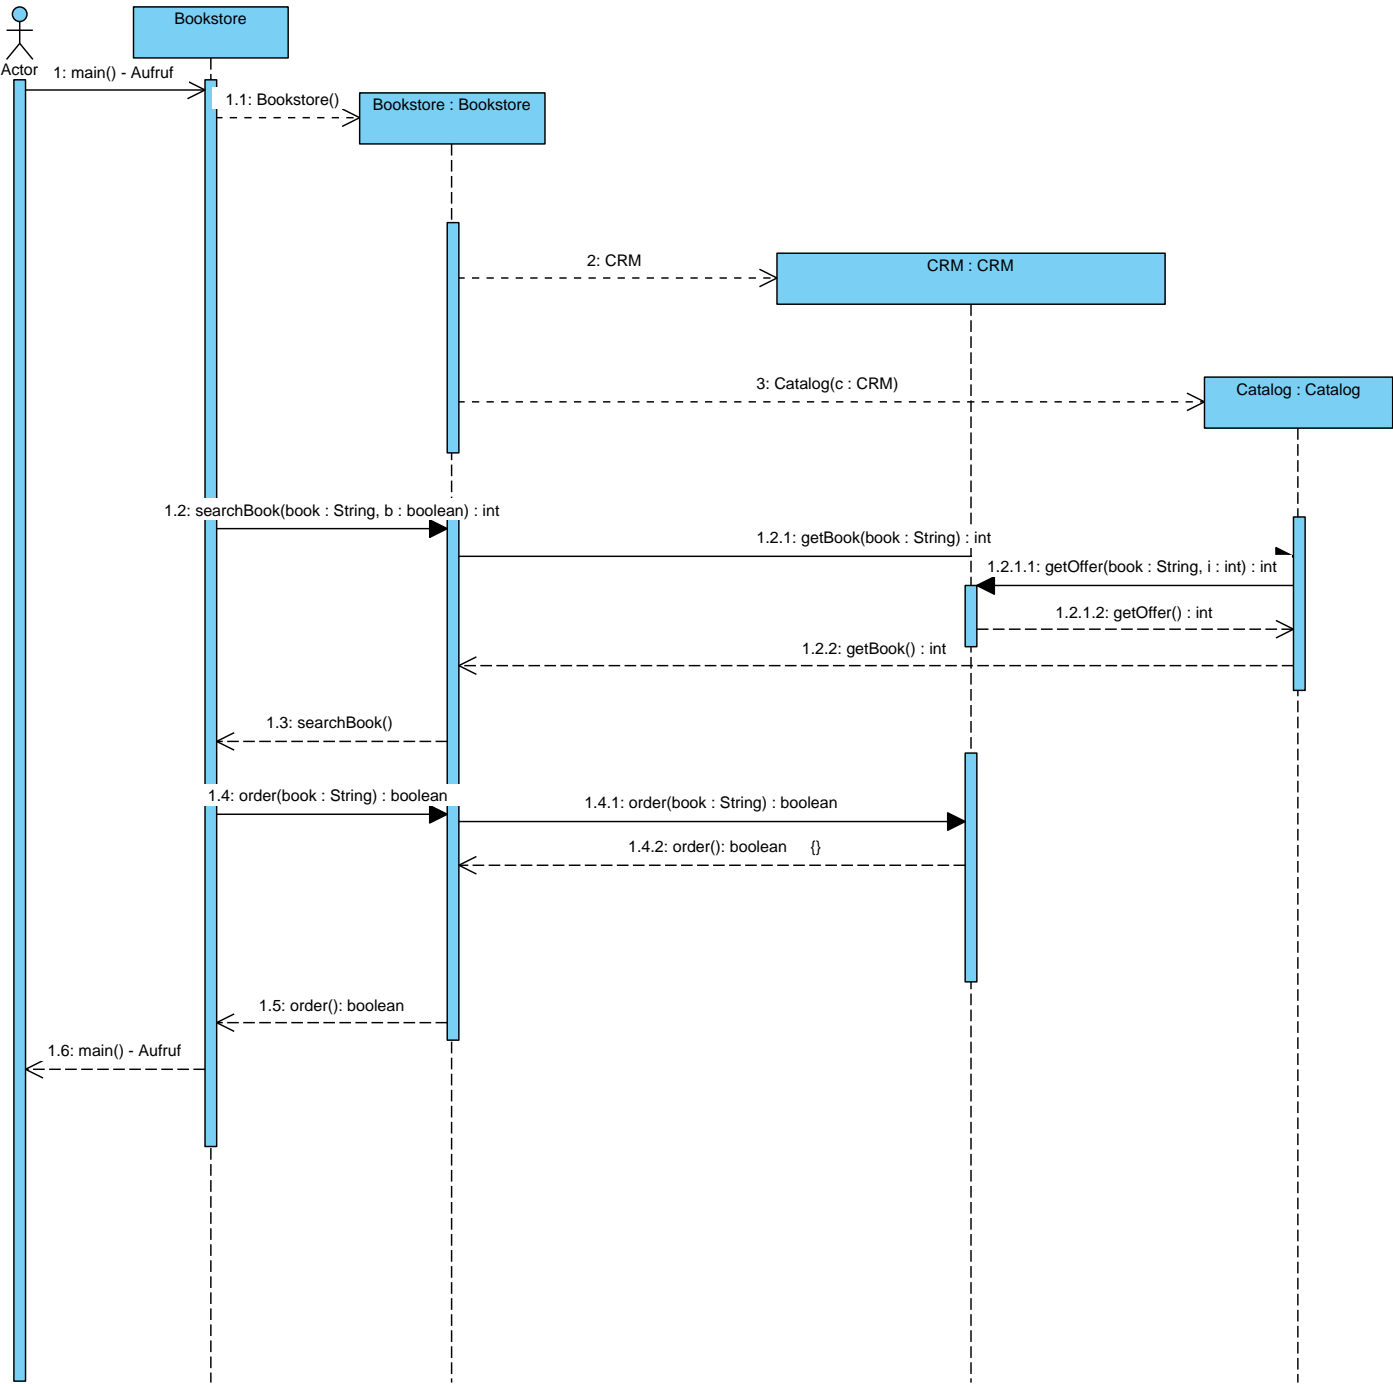 Bookstore
Actor
1: main() - Aufruf
1.1: Bookstore()
Bookstore : Bookstore
2: CRM
CRM : CRM
3: Catalog(c : CRM)
Catalog : Catalog
1.2: searchBook(book : String, b : boolean) : int
1.2.1: getBook(book : String) : int
1.2.1.1: getOffer(book : String, i : int) : int
1.2.1.2: getOffer() : int
1.2.2: getBook() : int
1.3: searchBook()
1.4: order(book : String) : boolean
1.4.1: order(book : String) : boolean
1.4.2: order(): boolean {}
1.5: order(): boolean
1.6: main() - Aufruf